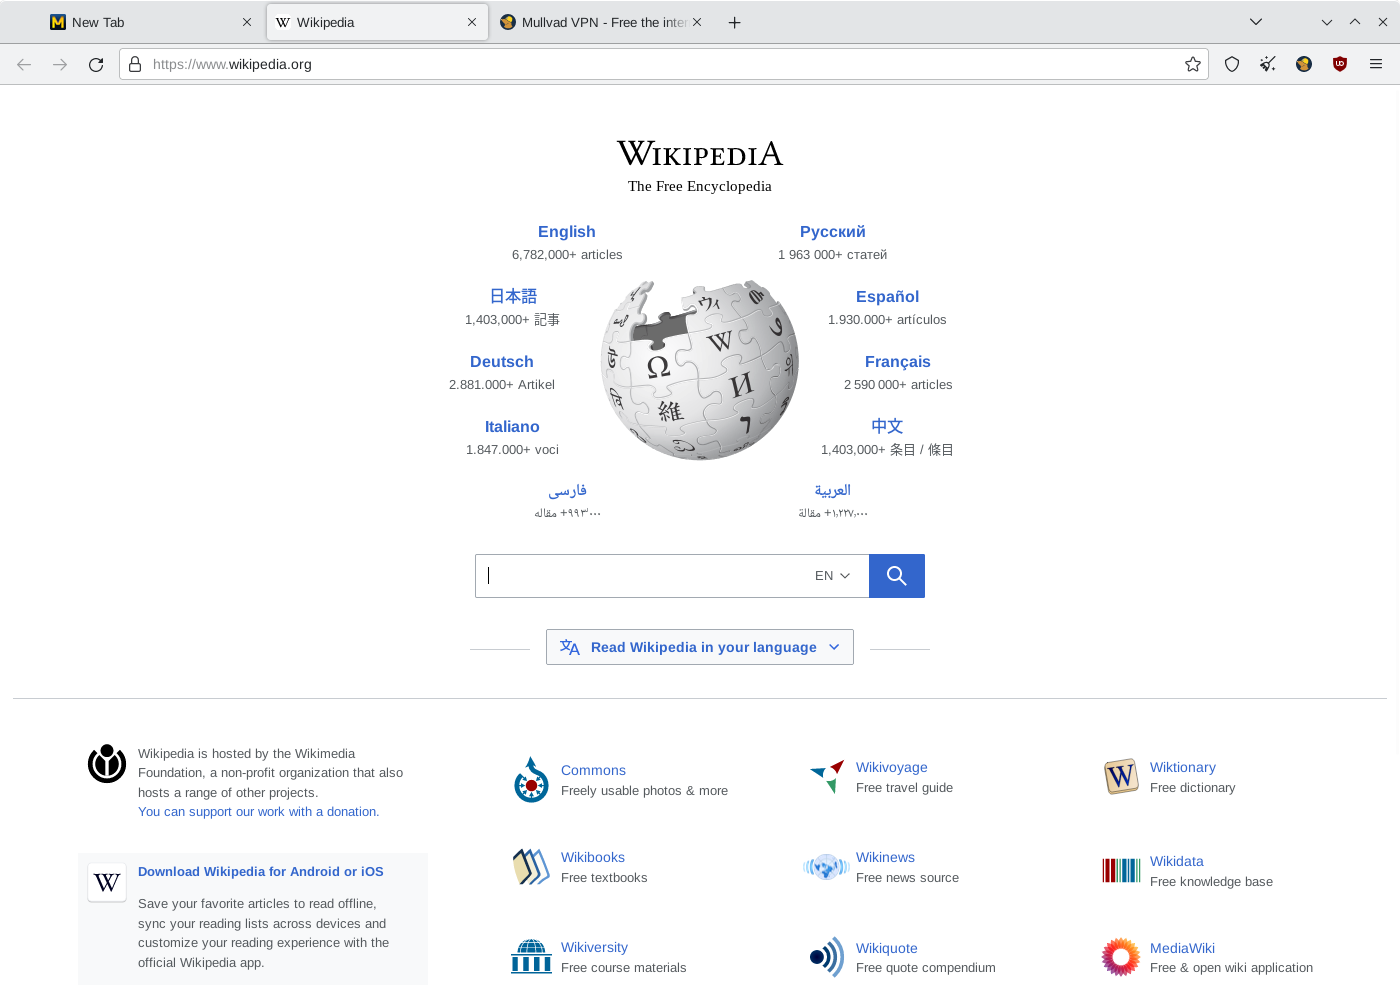 New Tab
Wikipedia
Mullvad VPN - Free the inter
https://www.wikipedia.org
WIKIPEDIA
The Free Encyclopedia
English
6,782,000+ articles
Русский
1 963 000+ статей
日本語
1,403,000+ 記事
Español
1.930.000+ artículos
Deutsch
2.881.000+ Artikel
Français
2 590 000+ articles
Italiano
1.847.000+ voci
中文
1,403,000+ 条目 / 條目
فارسی
۹۹۳٬۰۰۰+ مقاله
العربية
١٬٢٢٧٬٠٠٠+ مقالة
Ω
W
И
維
EN
Read Wikipedia in your language
Wikipedia is hosted by the Wikimedia
Foundation, a non-profit organization that also
hosts a range of other projects.
You can support our work with a donation.
W
Download Wikipedia for Android or iOS
Save your favorite articles to read offline,
sync your reading lists across devices and
customize your reading experience with the
official Wikipedia app.
Commons
Freely usable photos & more
Wikivoyage
Free travel guide
Wiktionary
Free dictionary
Wikibooks
Free textbooks
Wikinews
Free news source
Wikidata
Free knowledge base
Wikiversity
Free course materials
Wikiquote
Free quote compendium
MediaWiki
Free & open wiki application